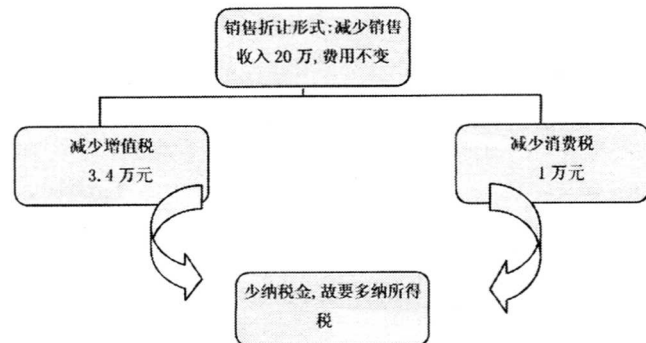 销售折让形式:减少销售
收入20万,费用不变
减少增值税
3.4万元
减少消费税
1万元
少纳税金,故要多纳所得
税